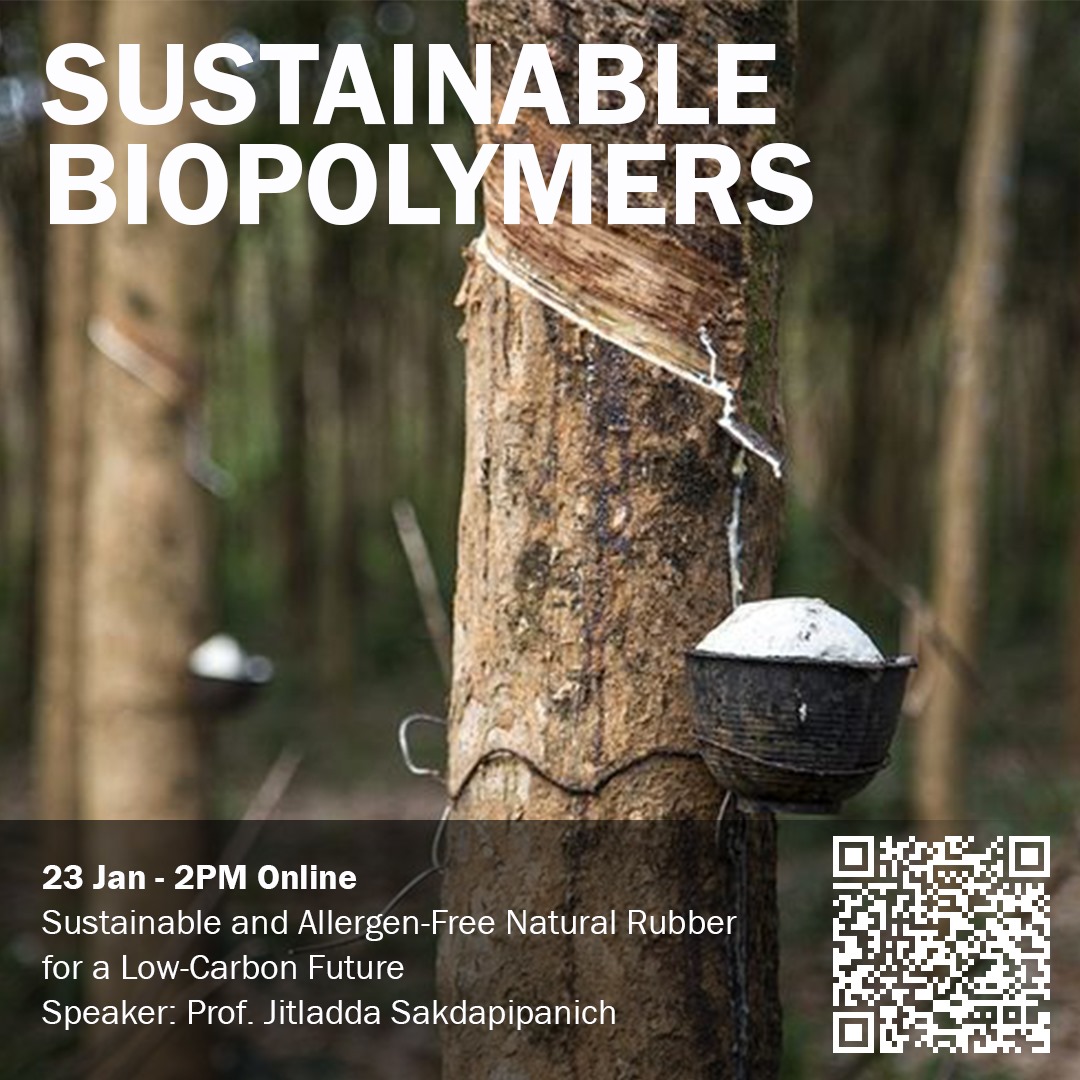 SUSTAINABLE
BIOPOLYMERS
23 Jan - 2PM Online
Sustainable and Allergen-Free Natural Rubber
for a Low-Carbon Future
Speaker: Prof. Jitladda Sakdapipanich